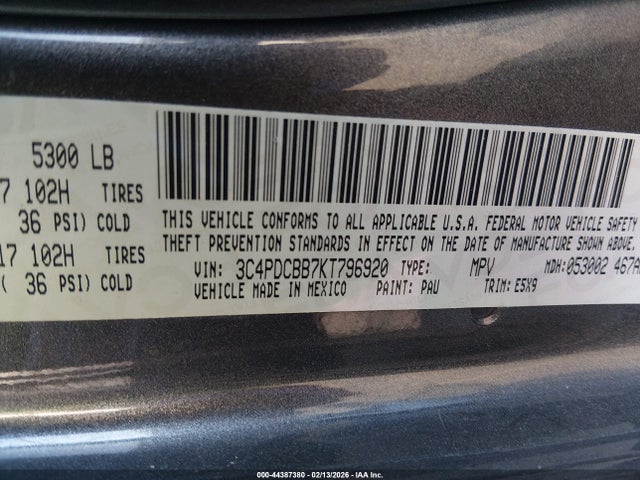 5300 LB
7 102H TIRES
36 PSI) COLD
17 102H TIRES
36 PSI) COLD
THIS VEHICLE CONFORMS TO ALL APPLICABLE U.S.A. FEDERAL MOTOR VEHICLE SAFETY
THEFT PREVENTION STANDARDS IN EFFECT ON THE DATE OF MANUFACTURE SHOWN ABOVE
VIN: 3C4PDCBB7KT796920 TYPE: MPV MDH: 053002 467A
VEHICLE MADE IN MEXICO PAINT: PAU TRIM: E5X9
000-44387380 - 02/13/2026 - IAA Inc.